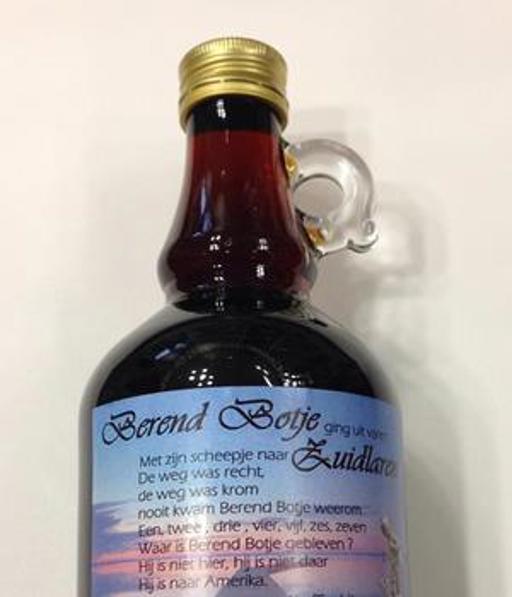 Berend Botje ging uit varen
Met zijn scheepje naar Zuidlaren
De weg was recht,
de weg was krom
nooit kwam Berend Botje weerom.
Een, twee, drie, vier, vijf, zes, zeven
Waar is Berend Botje gebleven?
Hij is niet hier, hij is niet daar
Hij is naar Amerika.